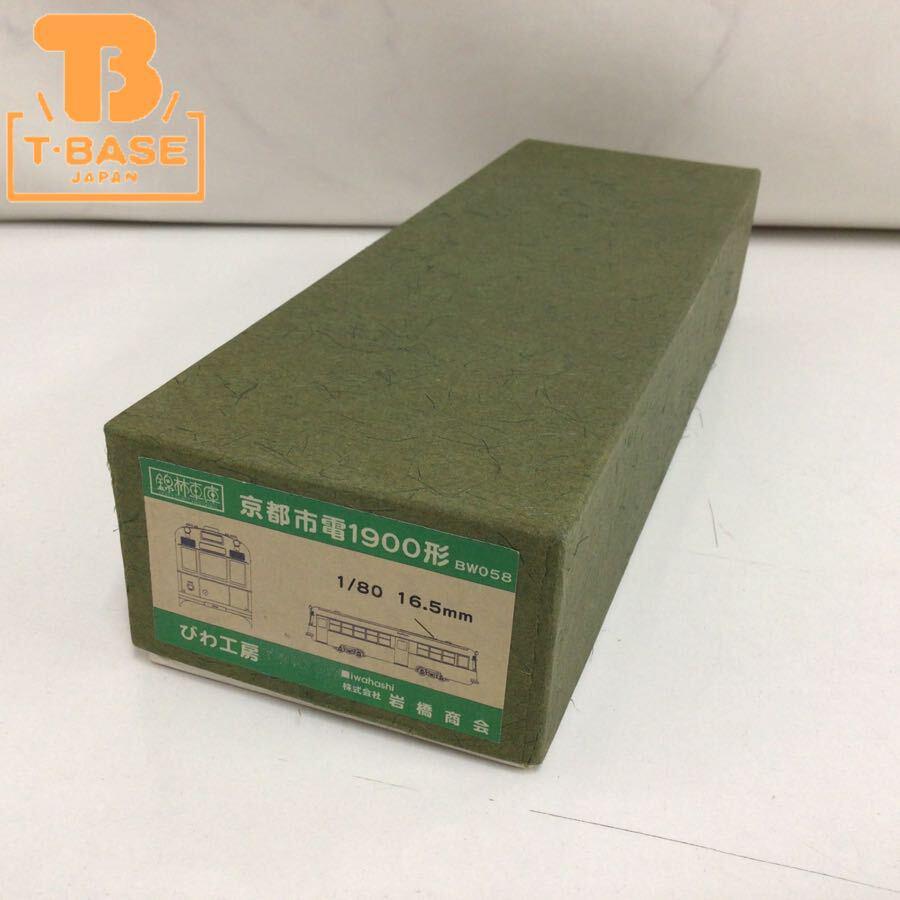 B
T・BASE
JAPAN
錦林車庫
京都市電1900形 BW058
1/80 16.5mm
びわ工房
iwahashi
株式会社 岩橋商会